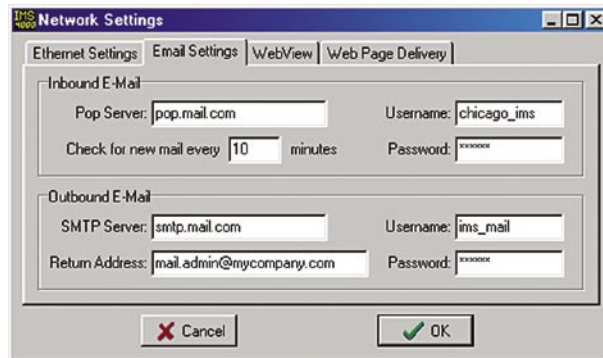 IMS 4000 Network Settings
Ethernet Settings Email Settings WebView Web Page Delivery
Inbound E-Mail
Pop Server: pop.mail.com Username: chicago_ims
Check for new mail every 10 minutes Password: ******
Outbound E-Mail
SMTP Server: smtp.mail.com Username: ims_mail
Return Address: mail.admin@mycompany.com Password: ******
Cancel OK